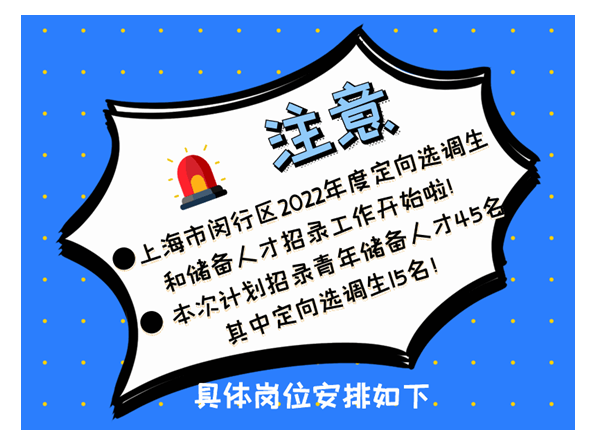 注意
上海市闵行区2022年度定向选调生
和储备人才招录工作开始啦!
本次计划招录青年储备人才45名
其中定向选调生15名!
具体岗位安排如下